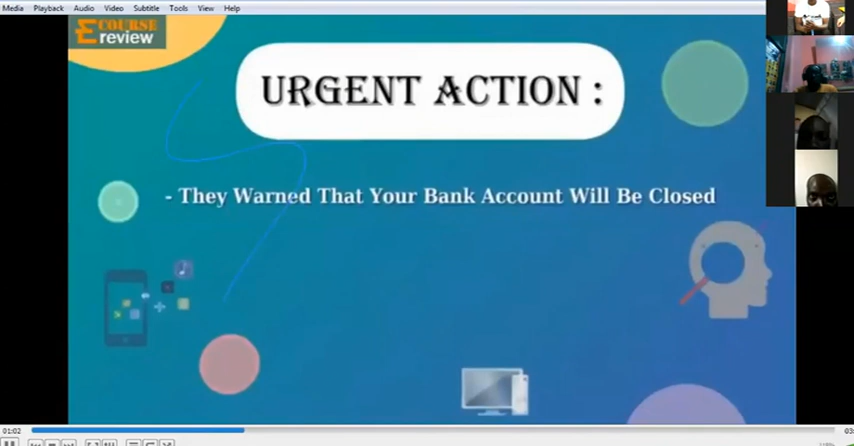 Media Playback Audio Video Subtitle Tools View Help
E COURSE
review
URGENT ACTION :
- They Warned That Your Bank Account Will Be Closed
01:02